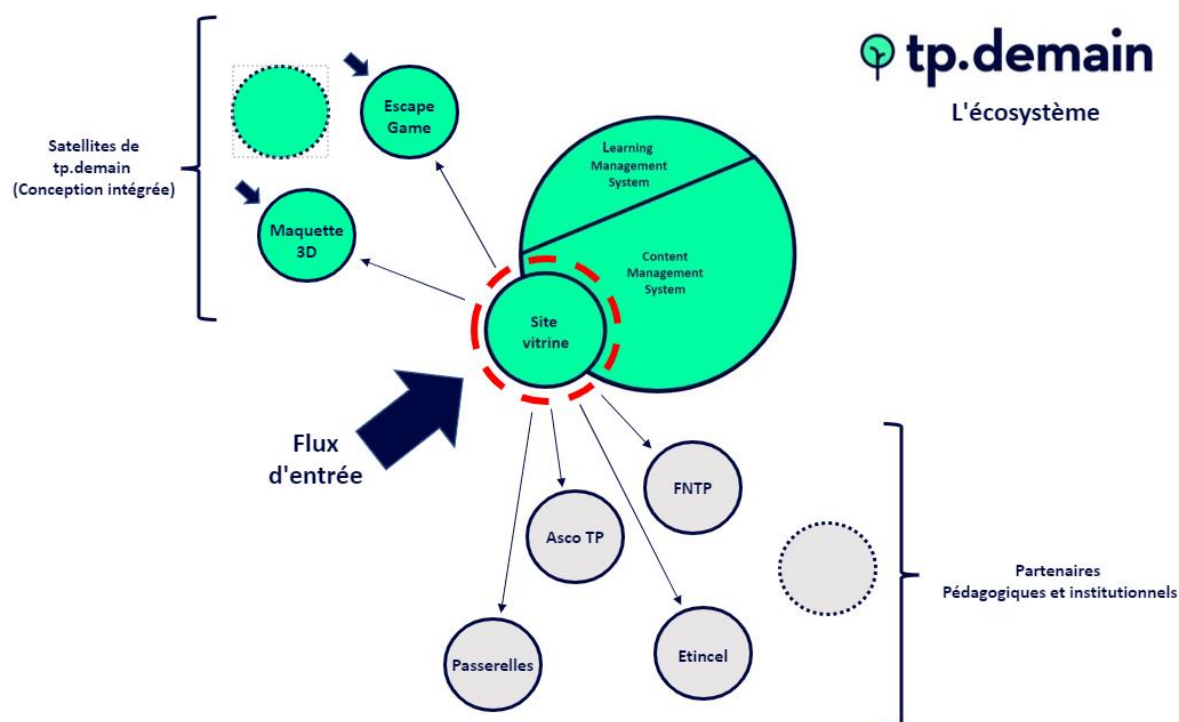 tp.demain
L'écosystème
Escape
Game
Satellites de
tp.demain
(Conception intégrée)
Maquette
3D
Learning
Management
System
Content
Management
System
Site
vitrine
Flux
d'entrée
FNTP
Asco TP
Passerelles
Etincel
Partenaires
Pédagogiques et institutionnels